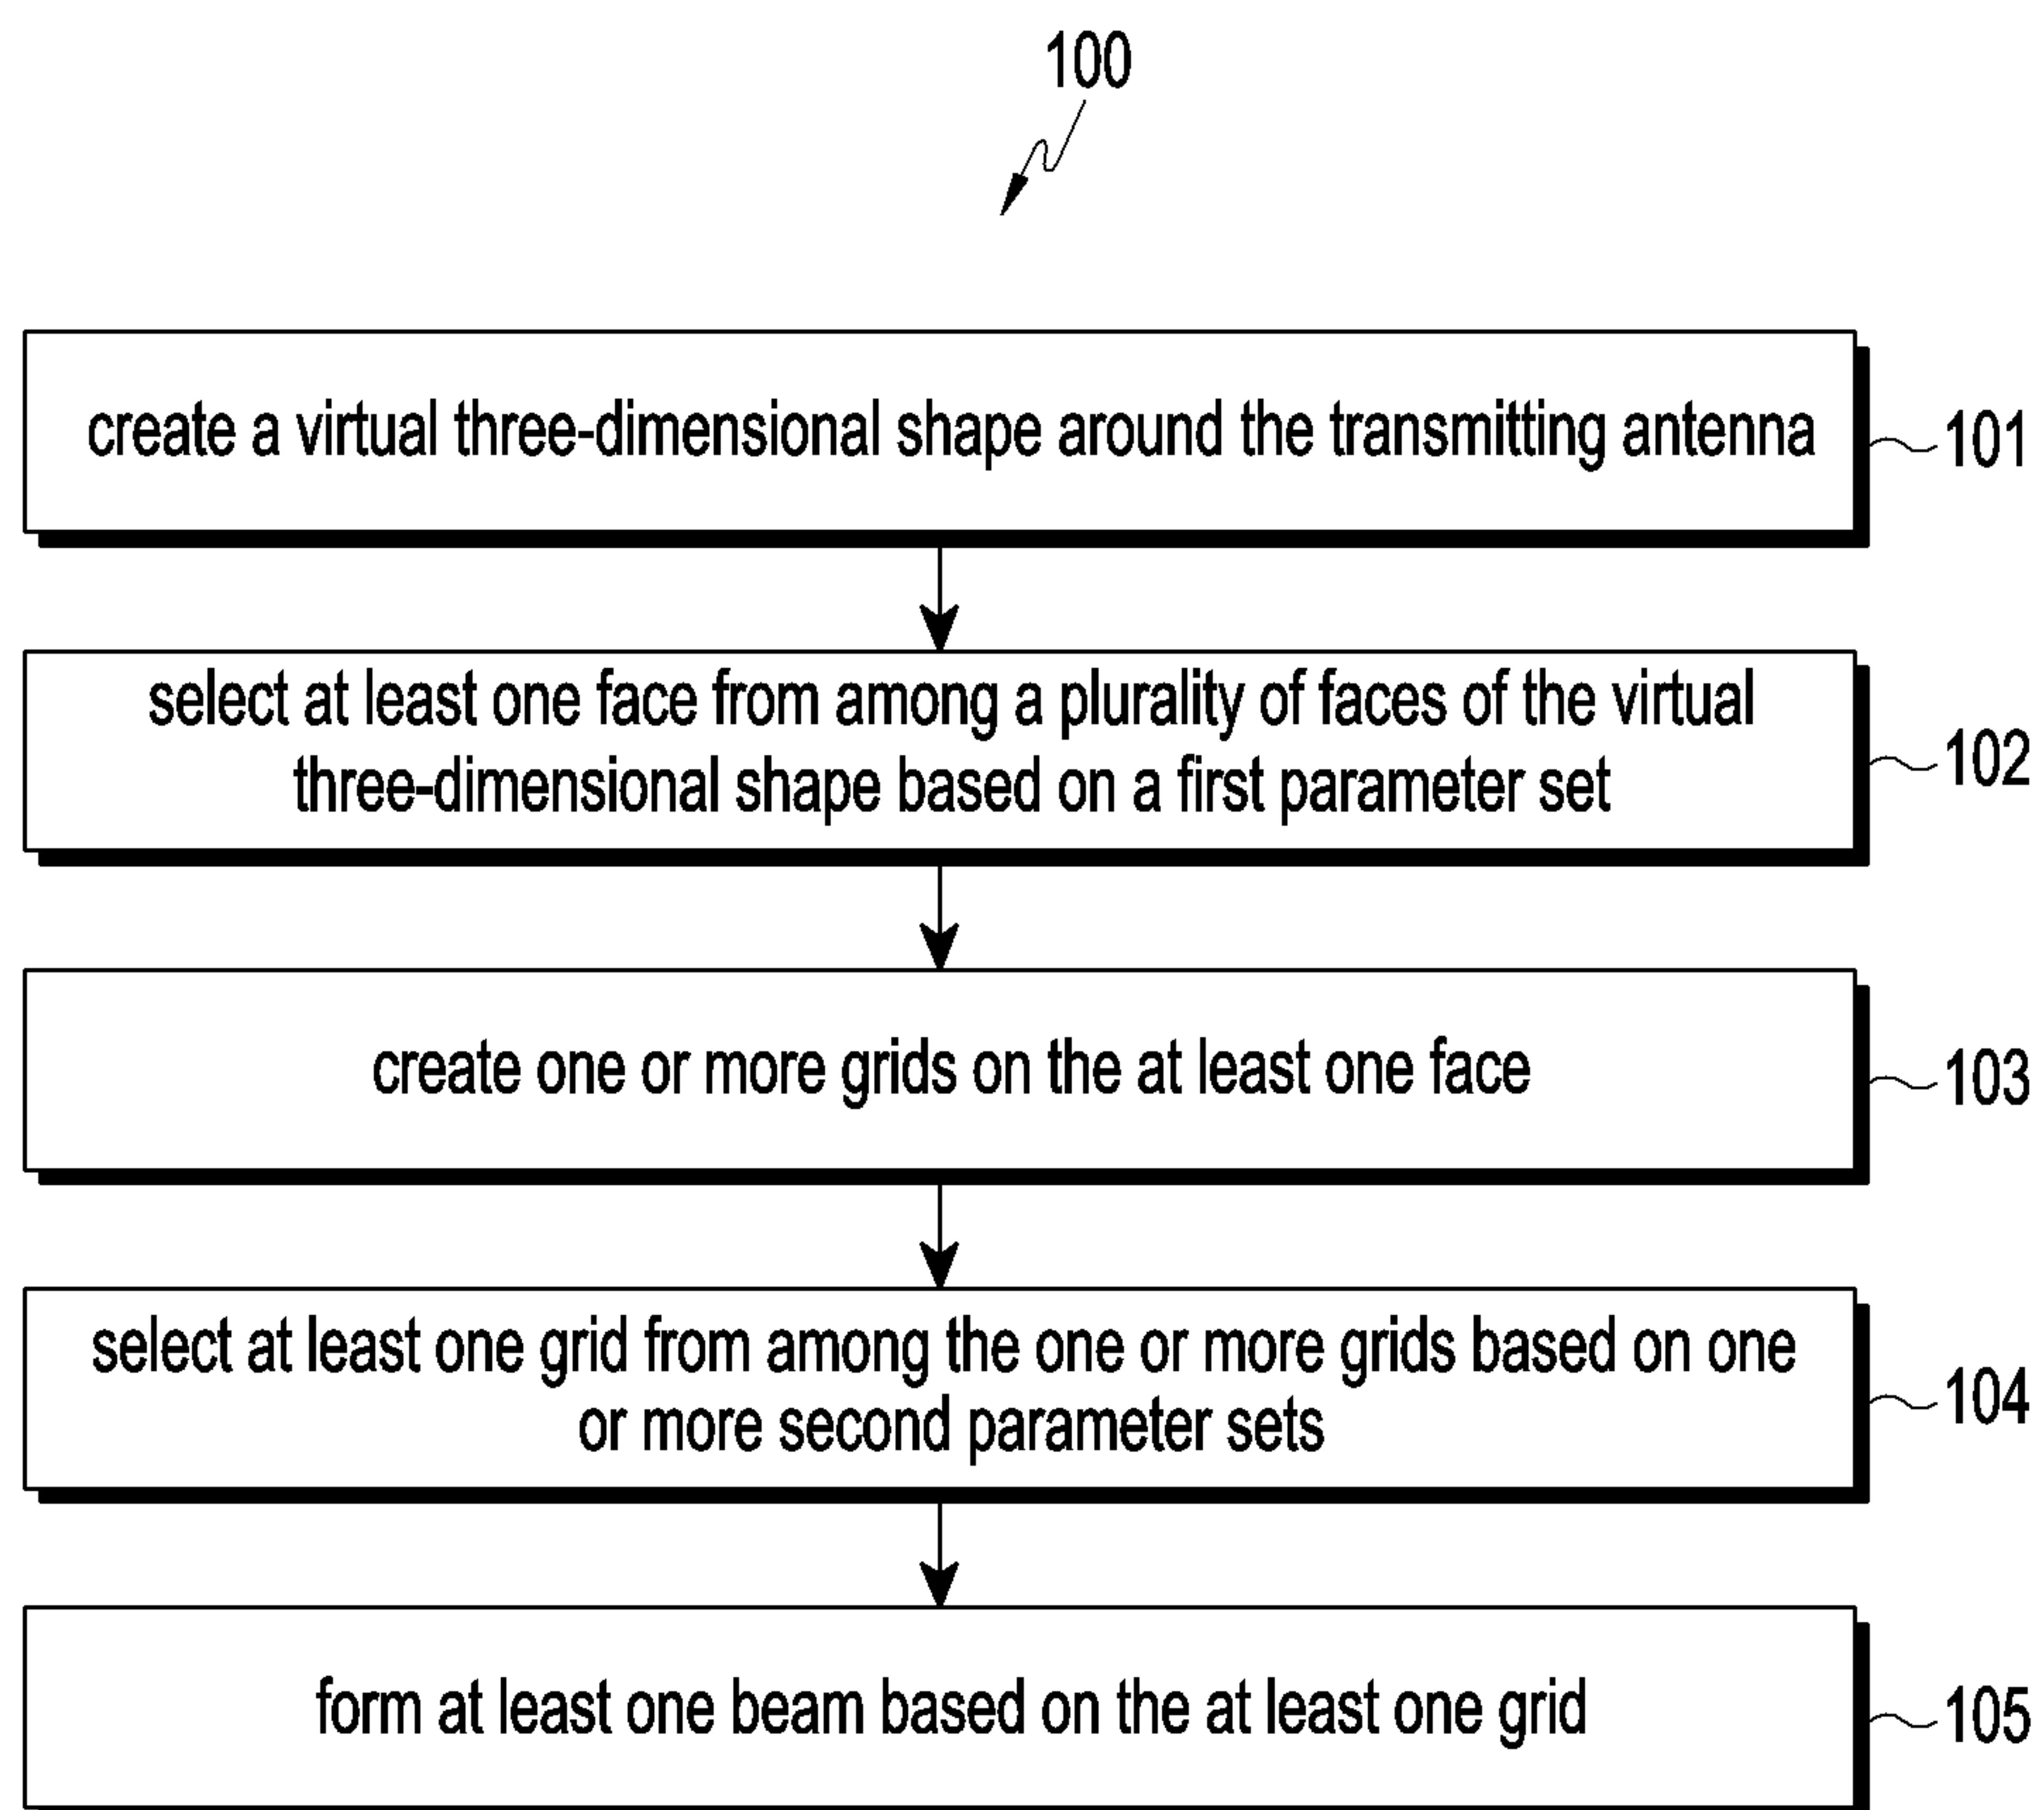 100
create a virtual three-dimensional shape around the transmitting antenna
101
select at least one face from among a plurality of faces of the virtual
three-dimensional shape based on a first parameter set
102
create one or more grids on the at least one face
103
select at least one grid from among the one or more grids based on one
or more second parameter sets
104
form at least one beam based on the at least one grid
105